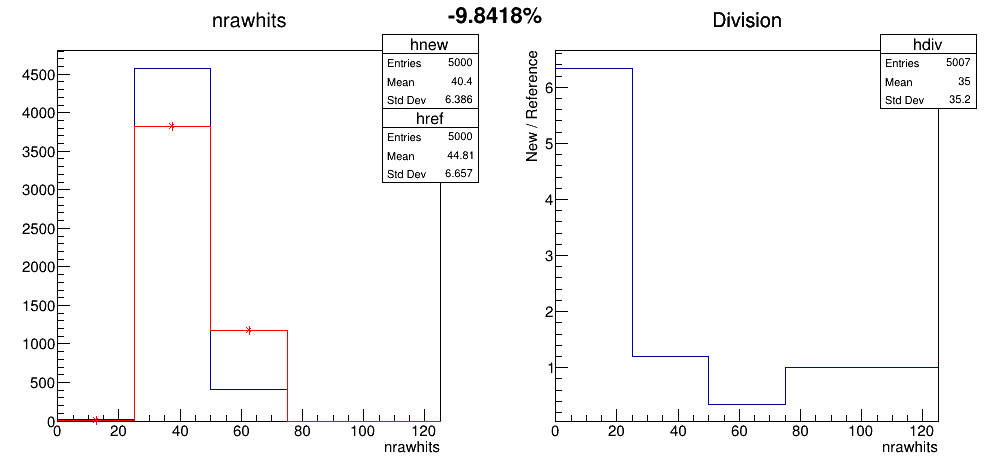 -9.8418%
nrawhits
hnew
Entries 5000
Mean 40.4
Std Dev 6.386
href
Entries 5000
Mean 44.81
Std Dev 6.657
4500
4000
3500
3000
2500
2000
1500
1000
500
0
0 20 40 60 80 100 120
nrawhits
Division
hdiv
Entries 5007
Mean 35
Std Dev 35.2
New / Reference
6
5
4
3
2
1
0 20 40 60 80 100 120
nrawhits